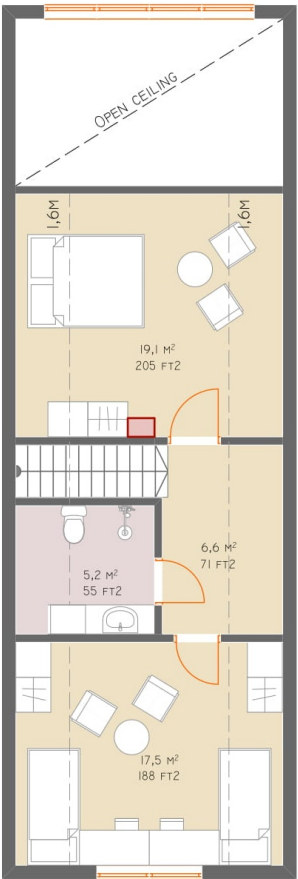 OPEN CEILING
1,6M
1,6M
19,1 M²
205 FT2
6,6 M²
71 FT2
5,2 M²
55 FT2
17,5 M²
188 FT2